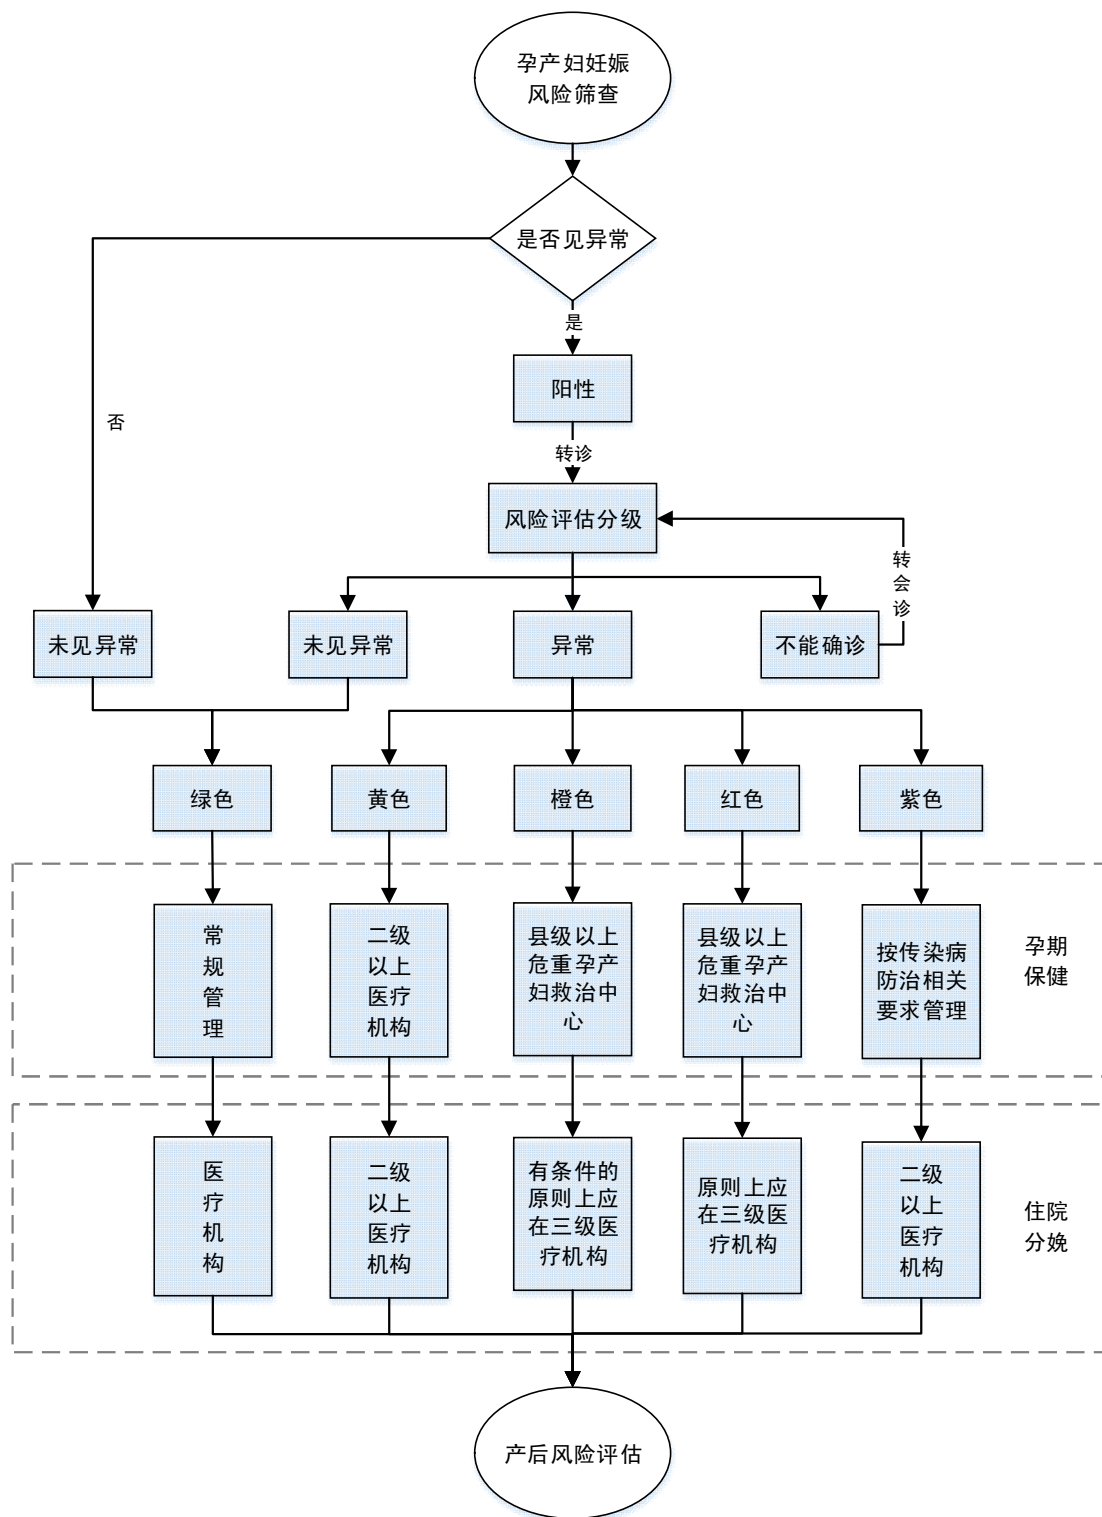 孕产妇妊娠
风险筛查
是否见异常
是
阳性
否
转诊
风险评估分级
转
会
诊
未见异常
未见异常
异常
不能确诊
绿色
黄色
橙色
红色
紫色
常
规
管
理
二级
以上
医疗
机构
县级以上
危重孕产
妇救治中
心
县级以上
危重孕产
妇救治中
心
按传染病
防治相关
要求管理
孕期
保健
医
疗
机
构
二级
以上
医疗
机构
有条件的
原则上应
在三级医
疗机构
原则上应
在三级医
疗机构
二级
以上
医疗
机构
住院
分娩
产后风险评估